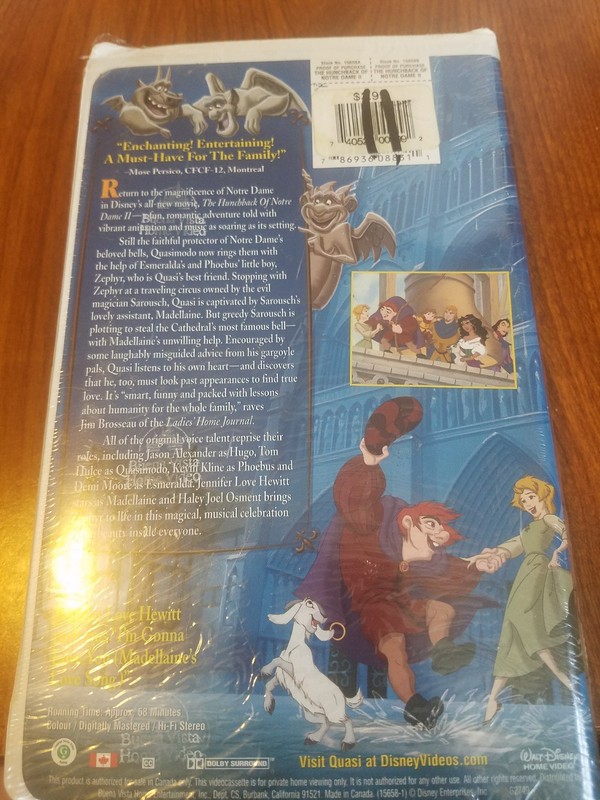 PROOF OF PURCHASE
THE HUNCHBACK OF
NOTRE DAME II
PROOF OF PURCHASE
THE HUNCHBACK OF
NOTRE DAME II
"Enchanting! Entertaining!
A Must-Have For The Family!"
-Mose Persico, CFCF-12, Montreal
Return to the magnificence of Notre Dame
in Disney's all-new movie, The Hunchback Of Notre
Dame II—a fun, romantic adventure told with
vibrant animation and music as soaring as its setting.
Still the faithful protector of Notre Dame's
beloved bells, Quasimodo now rings them with
the help of Esmeralda's and Phoebus' little boy,
Zephyr, who is Quasi's best friend. Stopping with
Zephyr at a traveling circus owned by the evil
magician Sarousch, Quasi is captivated by Sarousch's
lovely assistant, Madellaine. But greedy Sarousch is
plotting to steal the Cathedral's most famous bell—
with Madellaine's unwilling help. Encouraged by
some laughably misguided advice from his gargoyle
pals, Quasi listens to his own heart—and discovers
that he, too, must look past appearances to find true
love. It's "smart, funny and packed with lessons
about humanity for the whole family," raves
Jim Brosseau of the Ladies' Home Journal.
All of the original voice talent reprise their
roles, including Jason Alexander as Hugo, Tom
Hulce as Quasimodo, Kevin Kline as Phoebus and
Demi Moore as Esmeralda. Jennifer Love Hewitt
stars as Madellaine and Haley Joel Osment brings
to life in this magical, musical celebration
beauty inside everyone.
Love Hewitt
I'm Gonna
Madellaine's
Love Song)"
Running Time: Approx. 68 Minutes
Colour / Digitally Mastered / Hi-Fi Stereo
DOLBY SURROUND
Visit Quasi at DisneyVideos.com
Walt Disney
HOME VIDEO
This product is authorized for sale in Canada only. This videocassette is for private home viewing only. It is not authorized for any other use. All other rights reserved.
Buena Vista Home Entertainment, Inc., Dept. CS, Burbank, California 91521. Made in Canada. (15656-1) © Disney Enterprises, Inc.